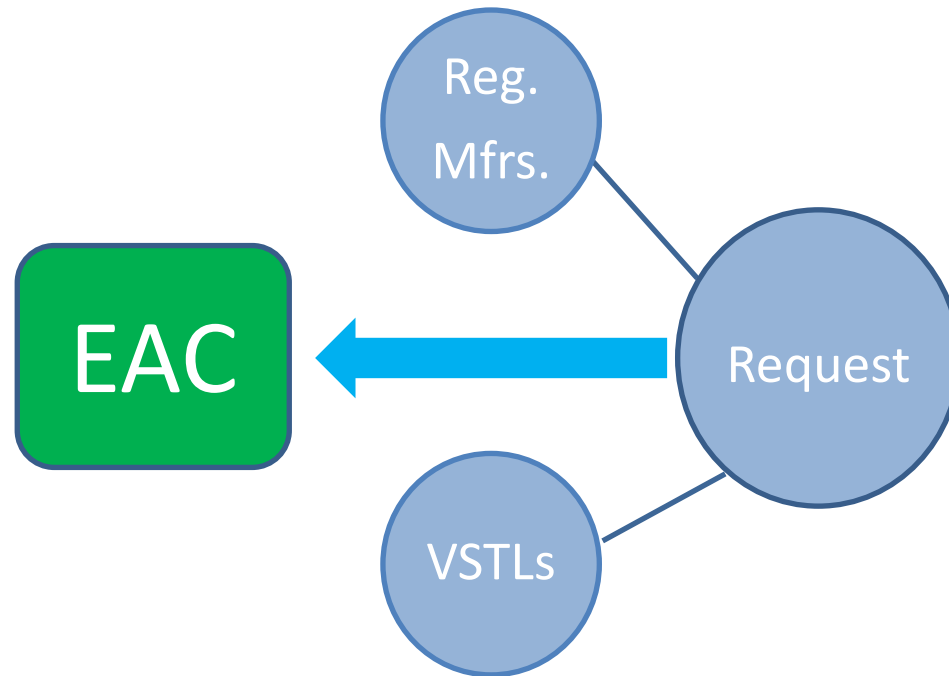 Reg.
Mfrs.
EAC
Request
VSTLs